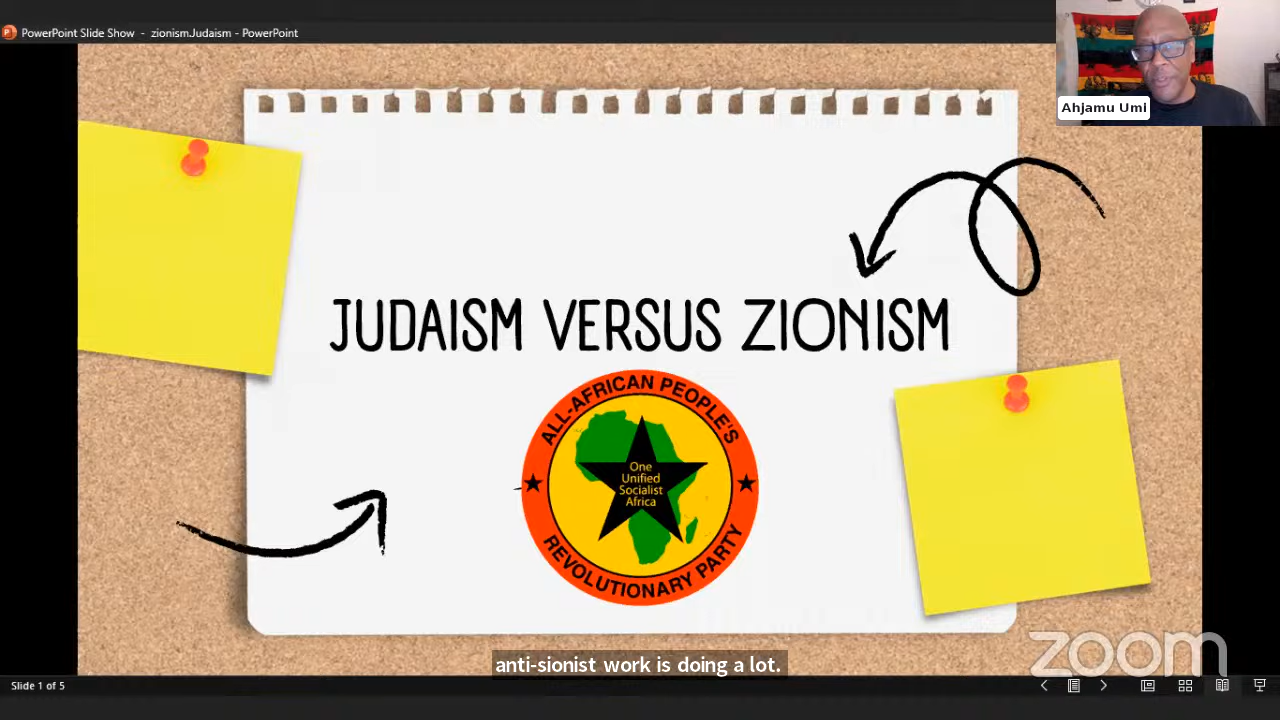 PowerPoint Slide Show - zionismJudaism - PowerPoint
Ahjamu Umi
JUDAISM VERSUS ZIONISM
ALL-AFRICAN PEOPLE'S
One
Unified
Socialist
Africa
REVOLUTIONARY PARTY
zoom
anti-sionist work is doing a lot.
Slide 1 of 5